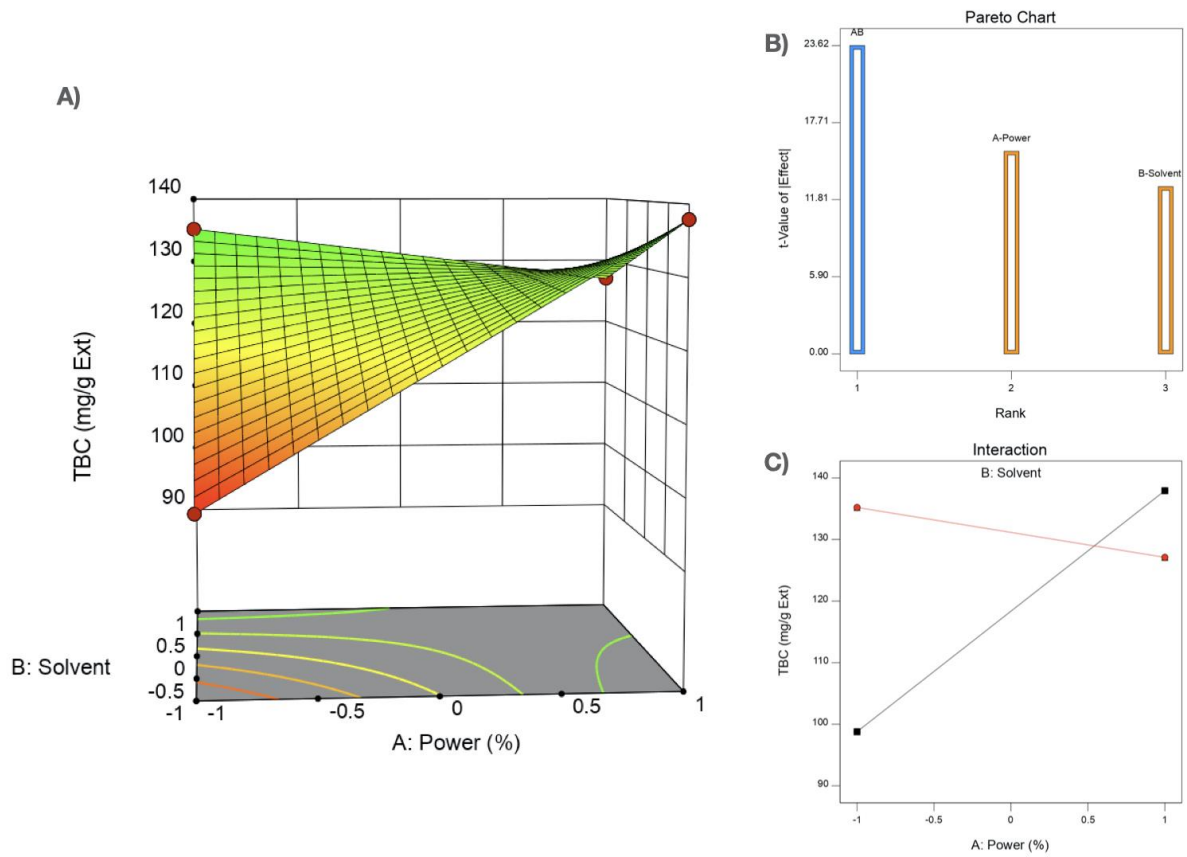 A)
140
130
120
110
100
90
TBC (mg/g Ext)
1
0.5
0
-0.5
-1
B: Solvent
-1
-0.5
0
0.5
1
A: Power (%)
B)
Pareto Chart
AB
A-Power
B-Solvent
23.62
17.71
11.81
5.90
0.00
t-Value of |Effect|
1
2
3
Rank
C)
Interaction
B: Solvent
140
130
120
110
100
90
TBC (mg/g Ext)
-1
-0.5
0
0.5
1
A: Power (%)